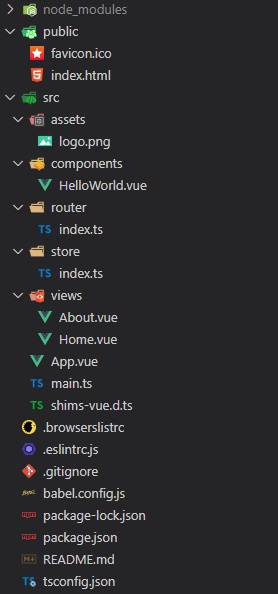 node_modules
public
favicon.ico
index.html
src
assets
logo.png
components
HelloWorld.vue
router
TS index.ts
store
TS index.ts
views
About.vue
Home.vue
App.vue
TS main.ts
TS shims-vue.d.ts
.browserslistrc
.eslintrc.js
.gitignore
babel.config.js
package-lock.json
package.json
README.md
tsconfig.json